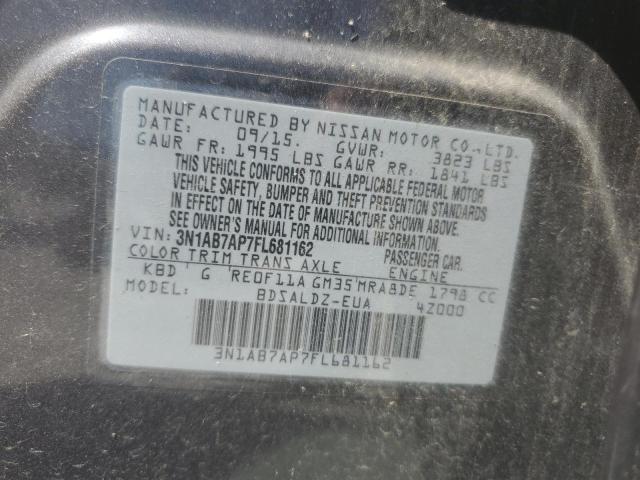 MANUFACTURED BY NISSAN MOTOR CO.,LTD.
DATE: 09/15. GVWR: 3823 LBS
GAWR FR: 1995 LBS GAWR RR: 1841 LBS
THIS VEHICLE CONFORMS TO ALL APPLICABLE FEDERAL MOTOR
VEHICLE SAFETY, BUMPER AND THEFT PREVENTION STANDARDS
IN EFFECT ON THE DATE OF MANUFACTURE SHOWN ABOVE.
SEE OWNER'S MANUAL FOR ADDITIONAL INFORMATION.
VIN: 3N1AB7AP7FL681162 PASSENGER CAR.
COLOR TRIM TRANS AXLE ENGINE
KBD G RE0F11A GM35 MRA8DE 1798 CC
MODEL: BDSALDZ-EUA 4Z000
3N1AB7AP7FL681162